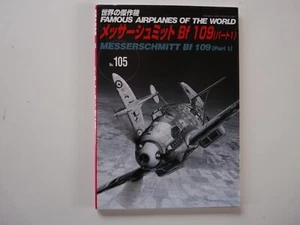 世界の傑作機
FAMOUS AIRPLANES OF THE WORLD
メッサーシュミット Bf 109(パート1)
MESSERSCHMITT Bf 109 (Part 1)
No. 105